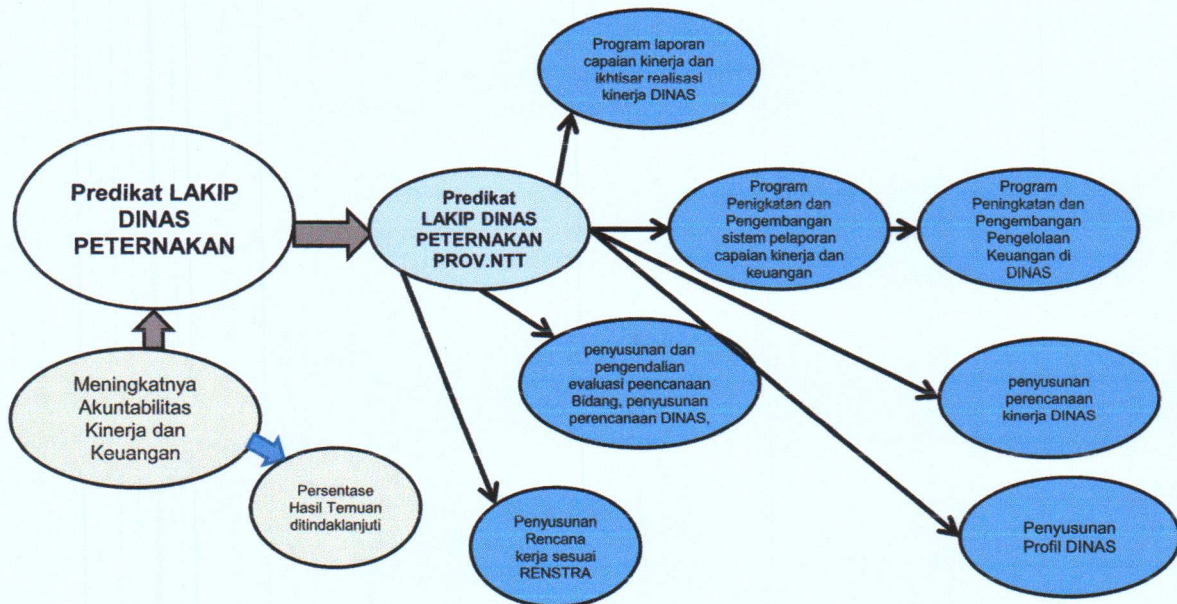 Program laporan
capaian kinerja dan
ikhtisar realisasi
kinerja DINAS
Predikat LAKIP
DINAS
PETERNAKAN
Predikat
LAKIP DINAS
PETERNAKAN
PROV.NTT
Program
Penigkatan dan
Pengembangan
sistem pelaporan
capaian kinerja dan
keuangan
Program
Peningkatan dan
Pengembangan
Pengelolaan
Keuangan di
DINAS
Meningkatnya
Akuntabilitas
Kinerja dan
Keuangan
penyusunan dan
pengendalian
evaluasi peencanaan
Bidang, penyusunan
perencanaan DINAS,
penyusunan
perencanaan
kinerja DINAS
Persentase
Hasil Temuan
ditindaklanjuti
Penyusunan
Rencana
kerja sesuai
RENSTRA
Penyusunan
Profil DINAS